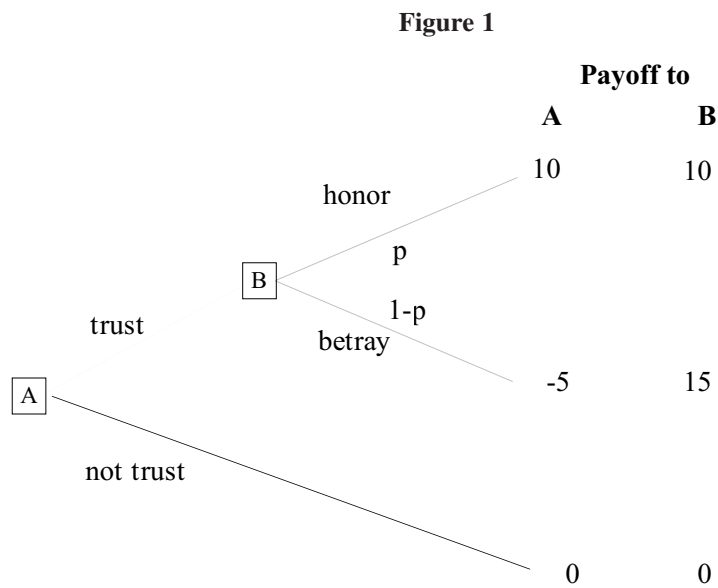 Figure 1
Payoff to
A B
10 10
honor
p
B
1-p
trust
betray
-5 15
A
not trust
0 0